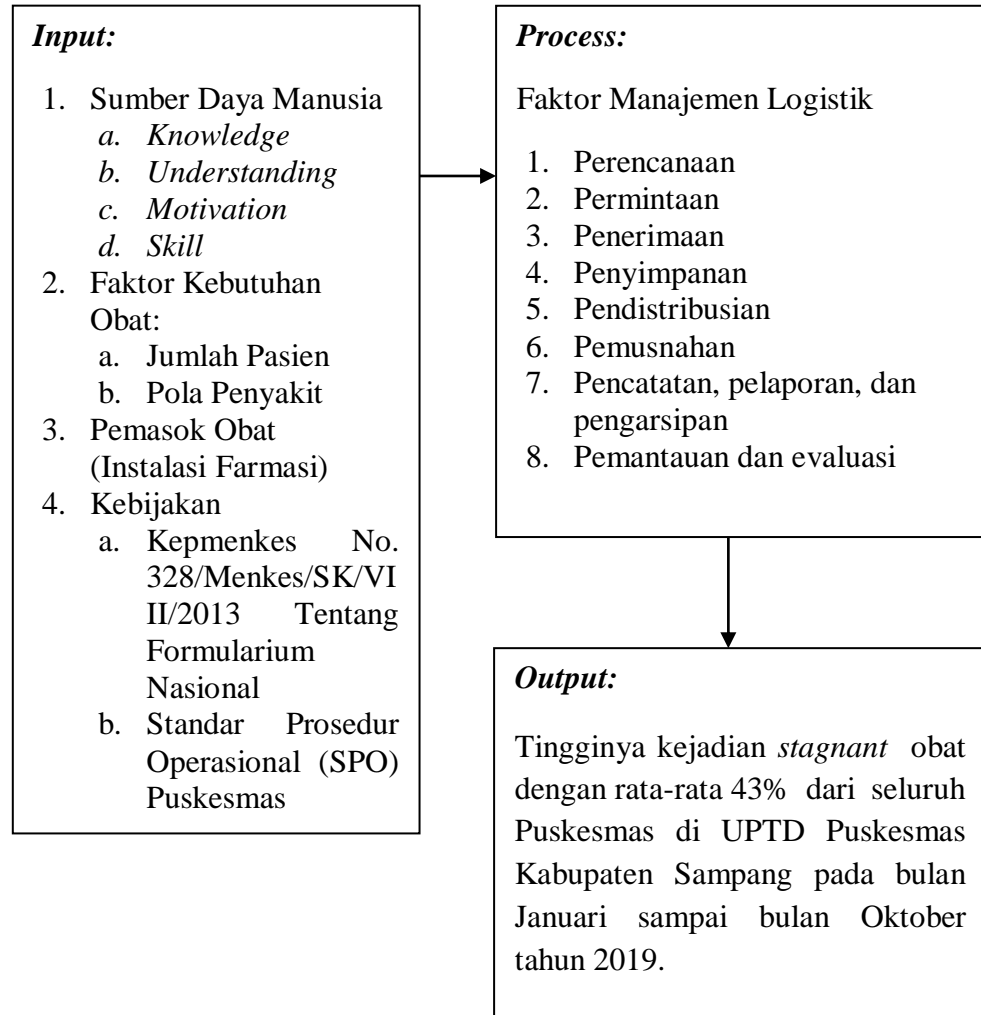 Input:
1. Sumber Daya Manusia
a. Knowledge
b. Understanding
c. Motivation
d. Skill
2. Faktor Kebutuhan
Obat:
a. Jumlah Pasien
b. Pola Penyakit
3. Pemasok Obat
(Instalasi Farmasi)
4. Kebijakan
a. Kepmenkes No.
328/Menkes/SK/VI
II/2013 Tentang
Formularium
Nasional
b. Standar Prosedur
Operasional (SPO)
Puskesmas
Process:
Faktor Manajemen Logistik
1. Perencanaan
2. Permintaan
3. Penerimaan
4. Penyimpanan
5. Pendistribusian
6. Pemusnahan
7. Pencatatan, pelaporan, dan
pengarsipan
8. Pemantauan dan evaluasi
Output:
Tingginya kejadian stagnant obat
dengan rata-rata 43% dari seluruh
Puskesmas di UPTD Puskesmas
Kabupaten Sampang pada bulan
Januari sampai bulan Oktober
tahun 2019.